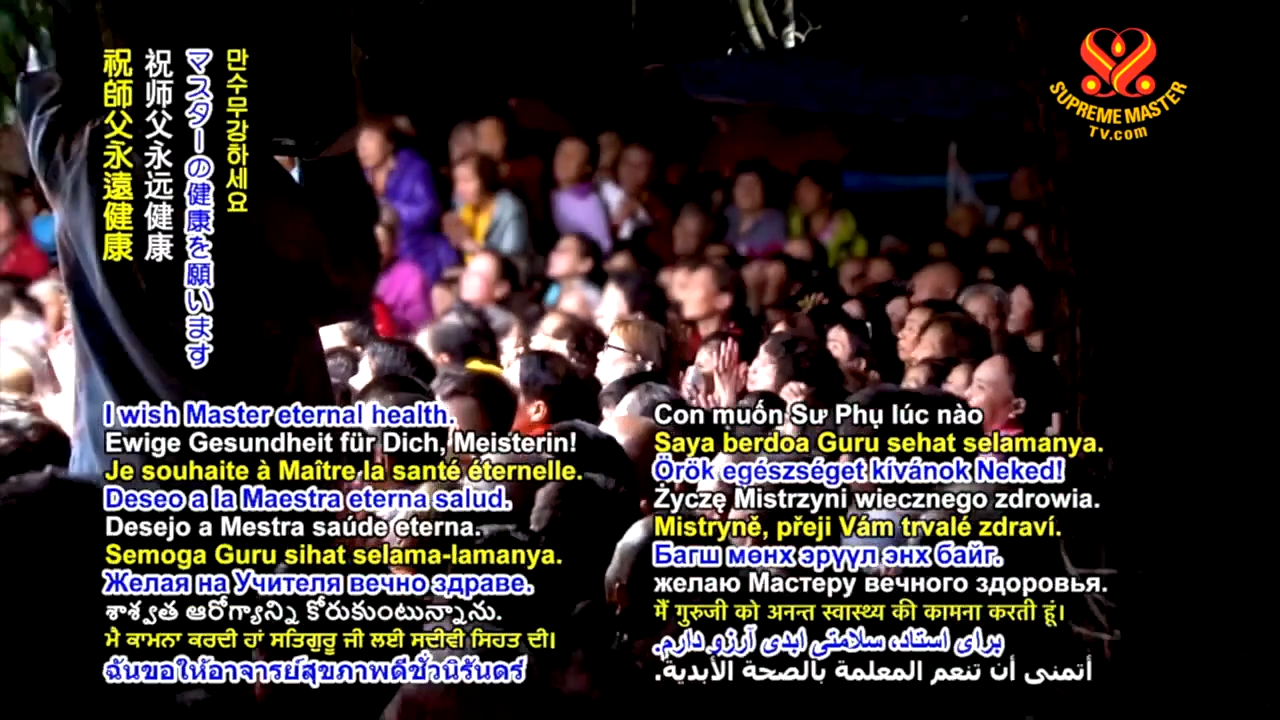 祝師父永遠健康
祝师父永远健康
マスターの健康を願います
만수무강하세요
SUPREME MASTER
TV.com
I wish Master eternal health.
Ewige Gesundheit für Dich, Meisterin!
Je souhaite à Maître la santé éternelle.
Deseo a la Maestra eterna salud.
Desejo a Mestra saúde eterna.
Semoga Guru sihat selama-lamanya.
Желая на Учителя вечно здраве.
శాశ్వత ఆరోగ్యాన్ని కోరుకుంటున్నాను.
ਮੈ ਕਾਮਨਾ ਕਰਦੀ ਹਾਂ ਸਤਿਗੁਰੂ ਜੀ ਲਈ ਸਦੀਵੀ ਸਿਹਤ ਦੀ।
ฉันขอให้อาจารย์สุขภาพดีชั่วนิรันดร์
Con muốn Sư Phụ lúc nào
Saya berdoa Guru sehat selamanya.
Örök egészséget kívánok Neked!
Życzę Mistrzyni wiecznego zdrowia.
Mistryně, přeji Vám trvalé zdraví.
Багш мөнх эрүүл энх байг.
желаю Мастеру вечного здоровья.
मैं गुरुजी को अनन्त स्वास्थ्य की कामना करती हूं।
برای استاد، سلامتی ابدی آرزو دارم.
أتمنى أن تنعم المعلمة بالصحة الأبدية.